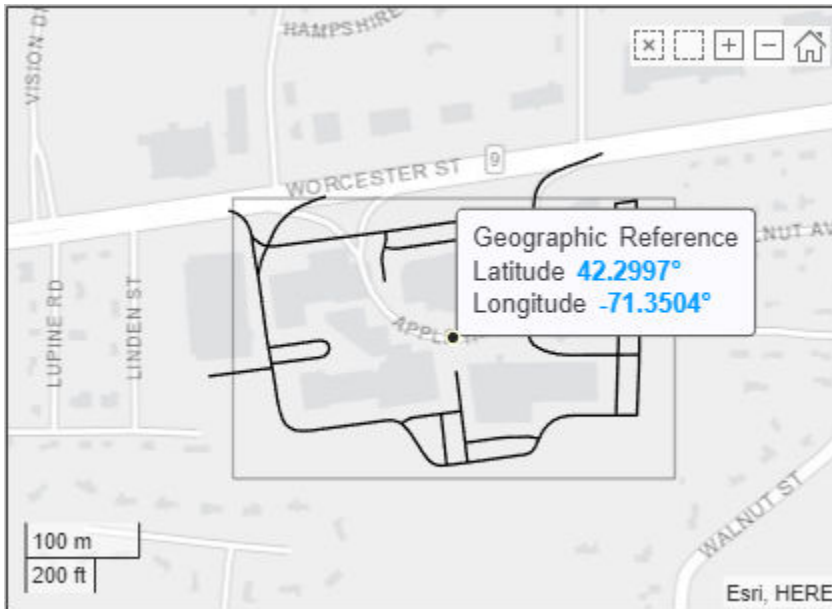 VISION
HAMPSHIRE
WORCESTER ST
9
Geographic Reference
Latitude 42.2997°
Longitude -71.3504°
LNUT AV
LUPINE RD
LINDEN ST
APPL
WALNUT ST
100 m
200 ft
Esri, HERE